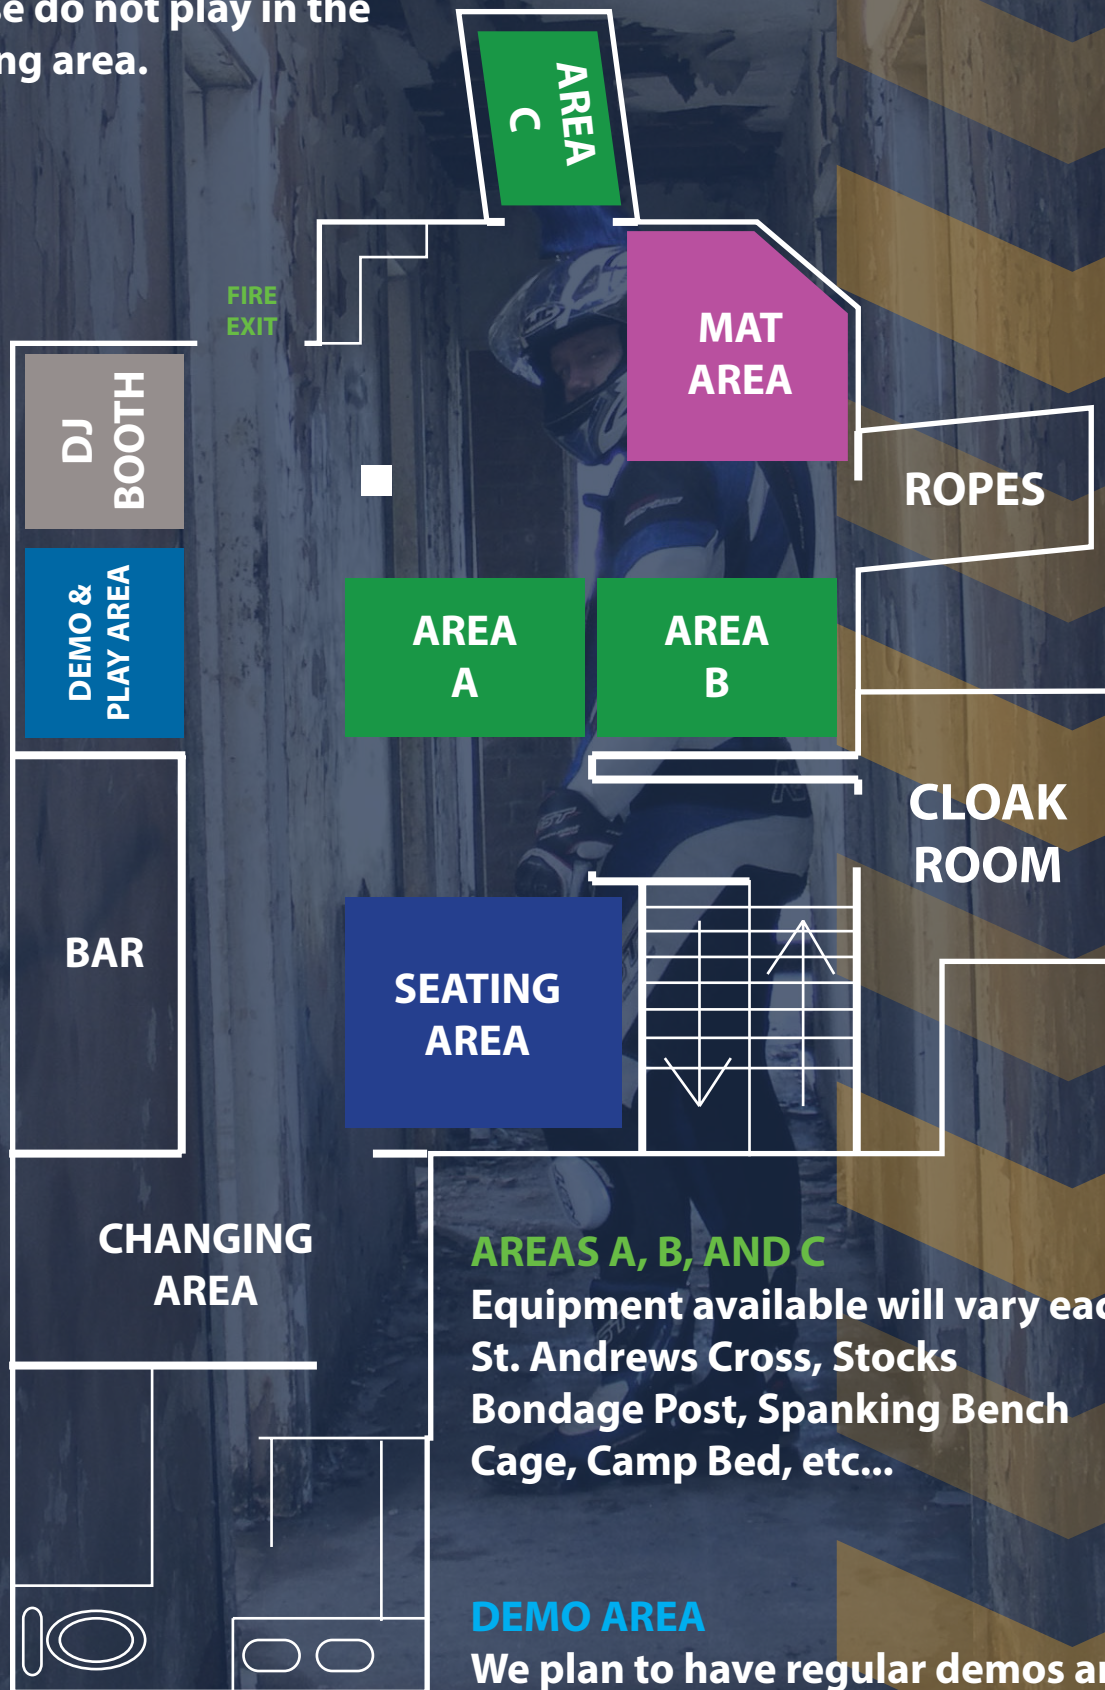 se do not play in the
ng area.
AREA
C
FIRE
EXIT
MAT
AREA
DJ
BOOTH
ROPES
DEMO &
PLAY AREA
AREA
A
AREA
B
CLOAK
ROOM
BAR
SEATING
AREA
CHANGING
AREA
AREAS A, B, AND C
Equipment available will vary eac
St. Andrews Cross, Stocks
Bondage Post, Spanking Bench
Cage, Camp Bed, etc...
DEMO AREA
We plan to have regular demos an